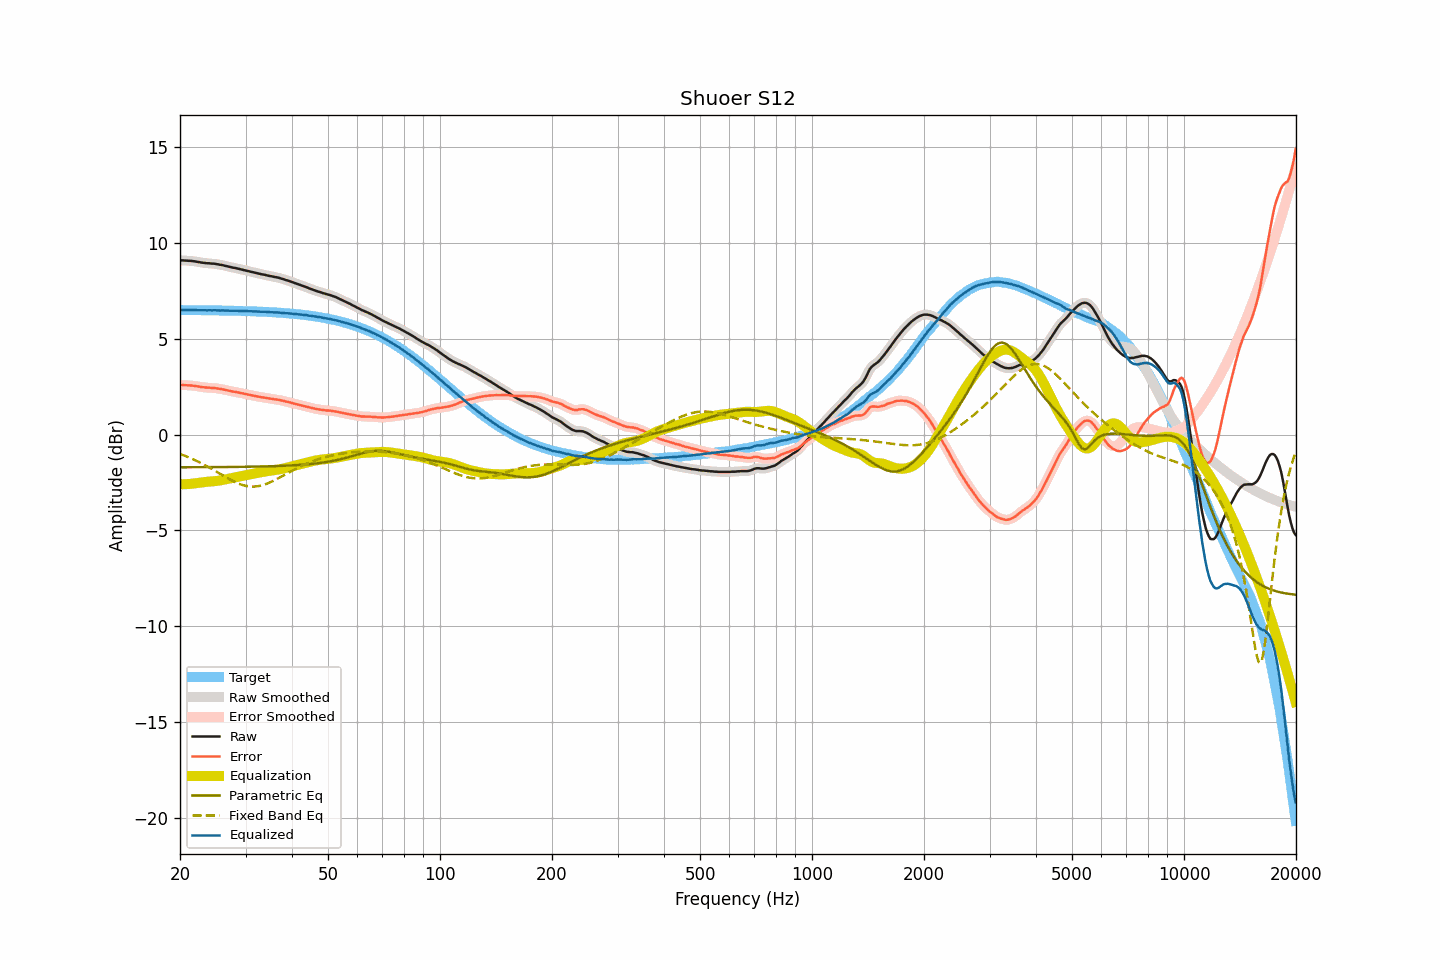 Shuoer S12
Amplitude (dBr)
15
10
5
0
−5
−10
−15
−20
Target
Raw Smoothed
Error Smoothed
Raw
Error
Equalization
Parametric Eq
Fixed Band Eq
Equalized
20 50 100 200 500 1000 2000 5000 10000 20000
Frequency (Hz)